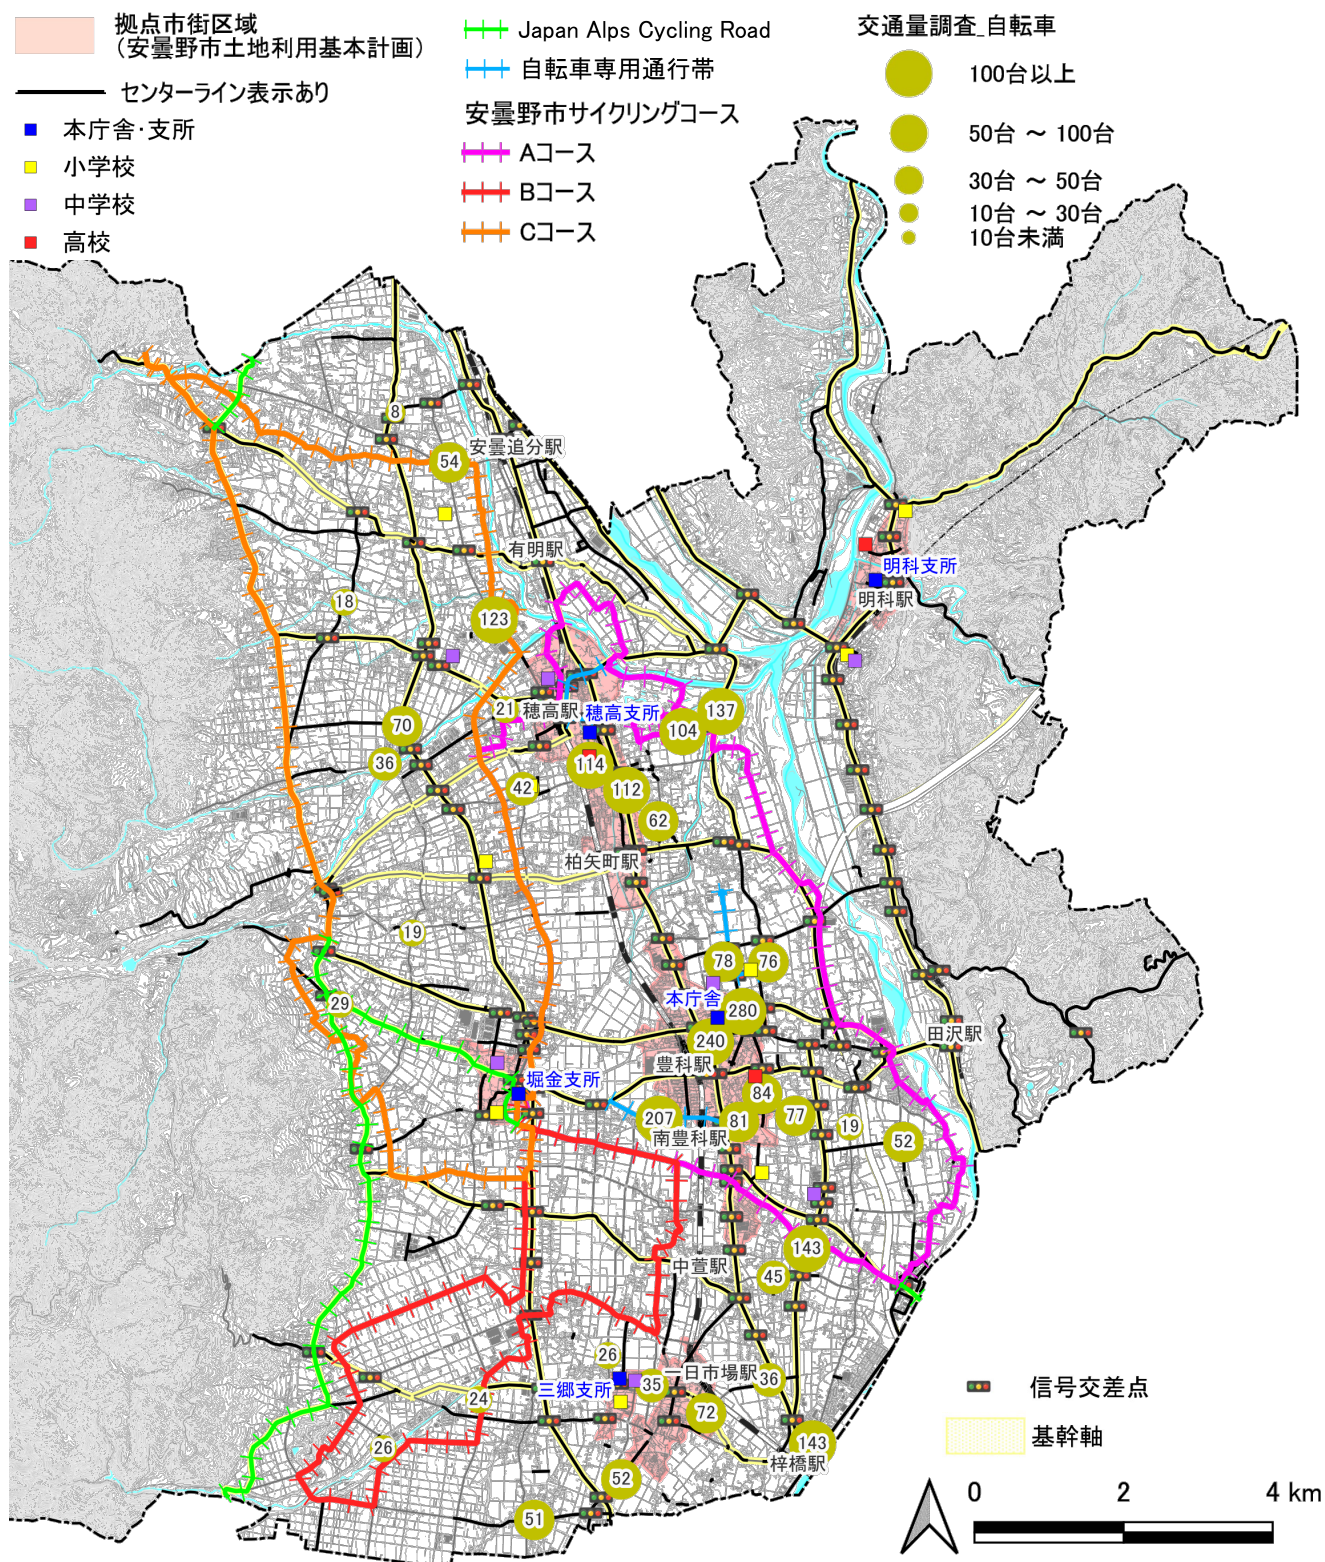 拠点市街区域
（安曇野市土地利用基本計画）
センターライン表示あり
本庁舎･支所
小学校
中学校
高校
Japan Alps Cycling Road
自転車専用通行帯
安曇野市サイクリングコース
Aコース
Bコース
Cコース
交通量調査_自転車
100台以上
50台 ～ 100台
30台 ～ 50台
10台 ～ 30台
10台未満
8
安曇追分駅
54
有明駅
明科支所
明科駅
18
123
21
穂高駅
穂高支所
137
104
70
36
114
42
112
62
柏矢町駅
19
78
76
29
本庁舎
280
240
田沢駅
豊科駅
堀金支所
84
207
81
77
19
南豊科駅
52
143
中萱駅
45
26
一日市場駅
36
三郷支所
35
24
72
26
143
梓橋駅
52
51
信号交差点
基幹軸
0
2
4 km